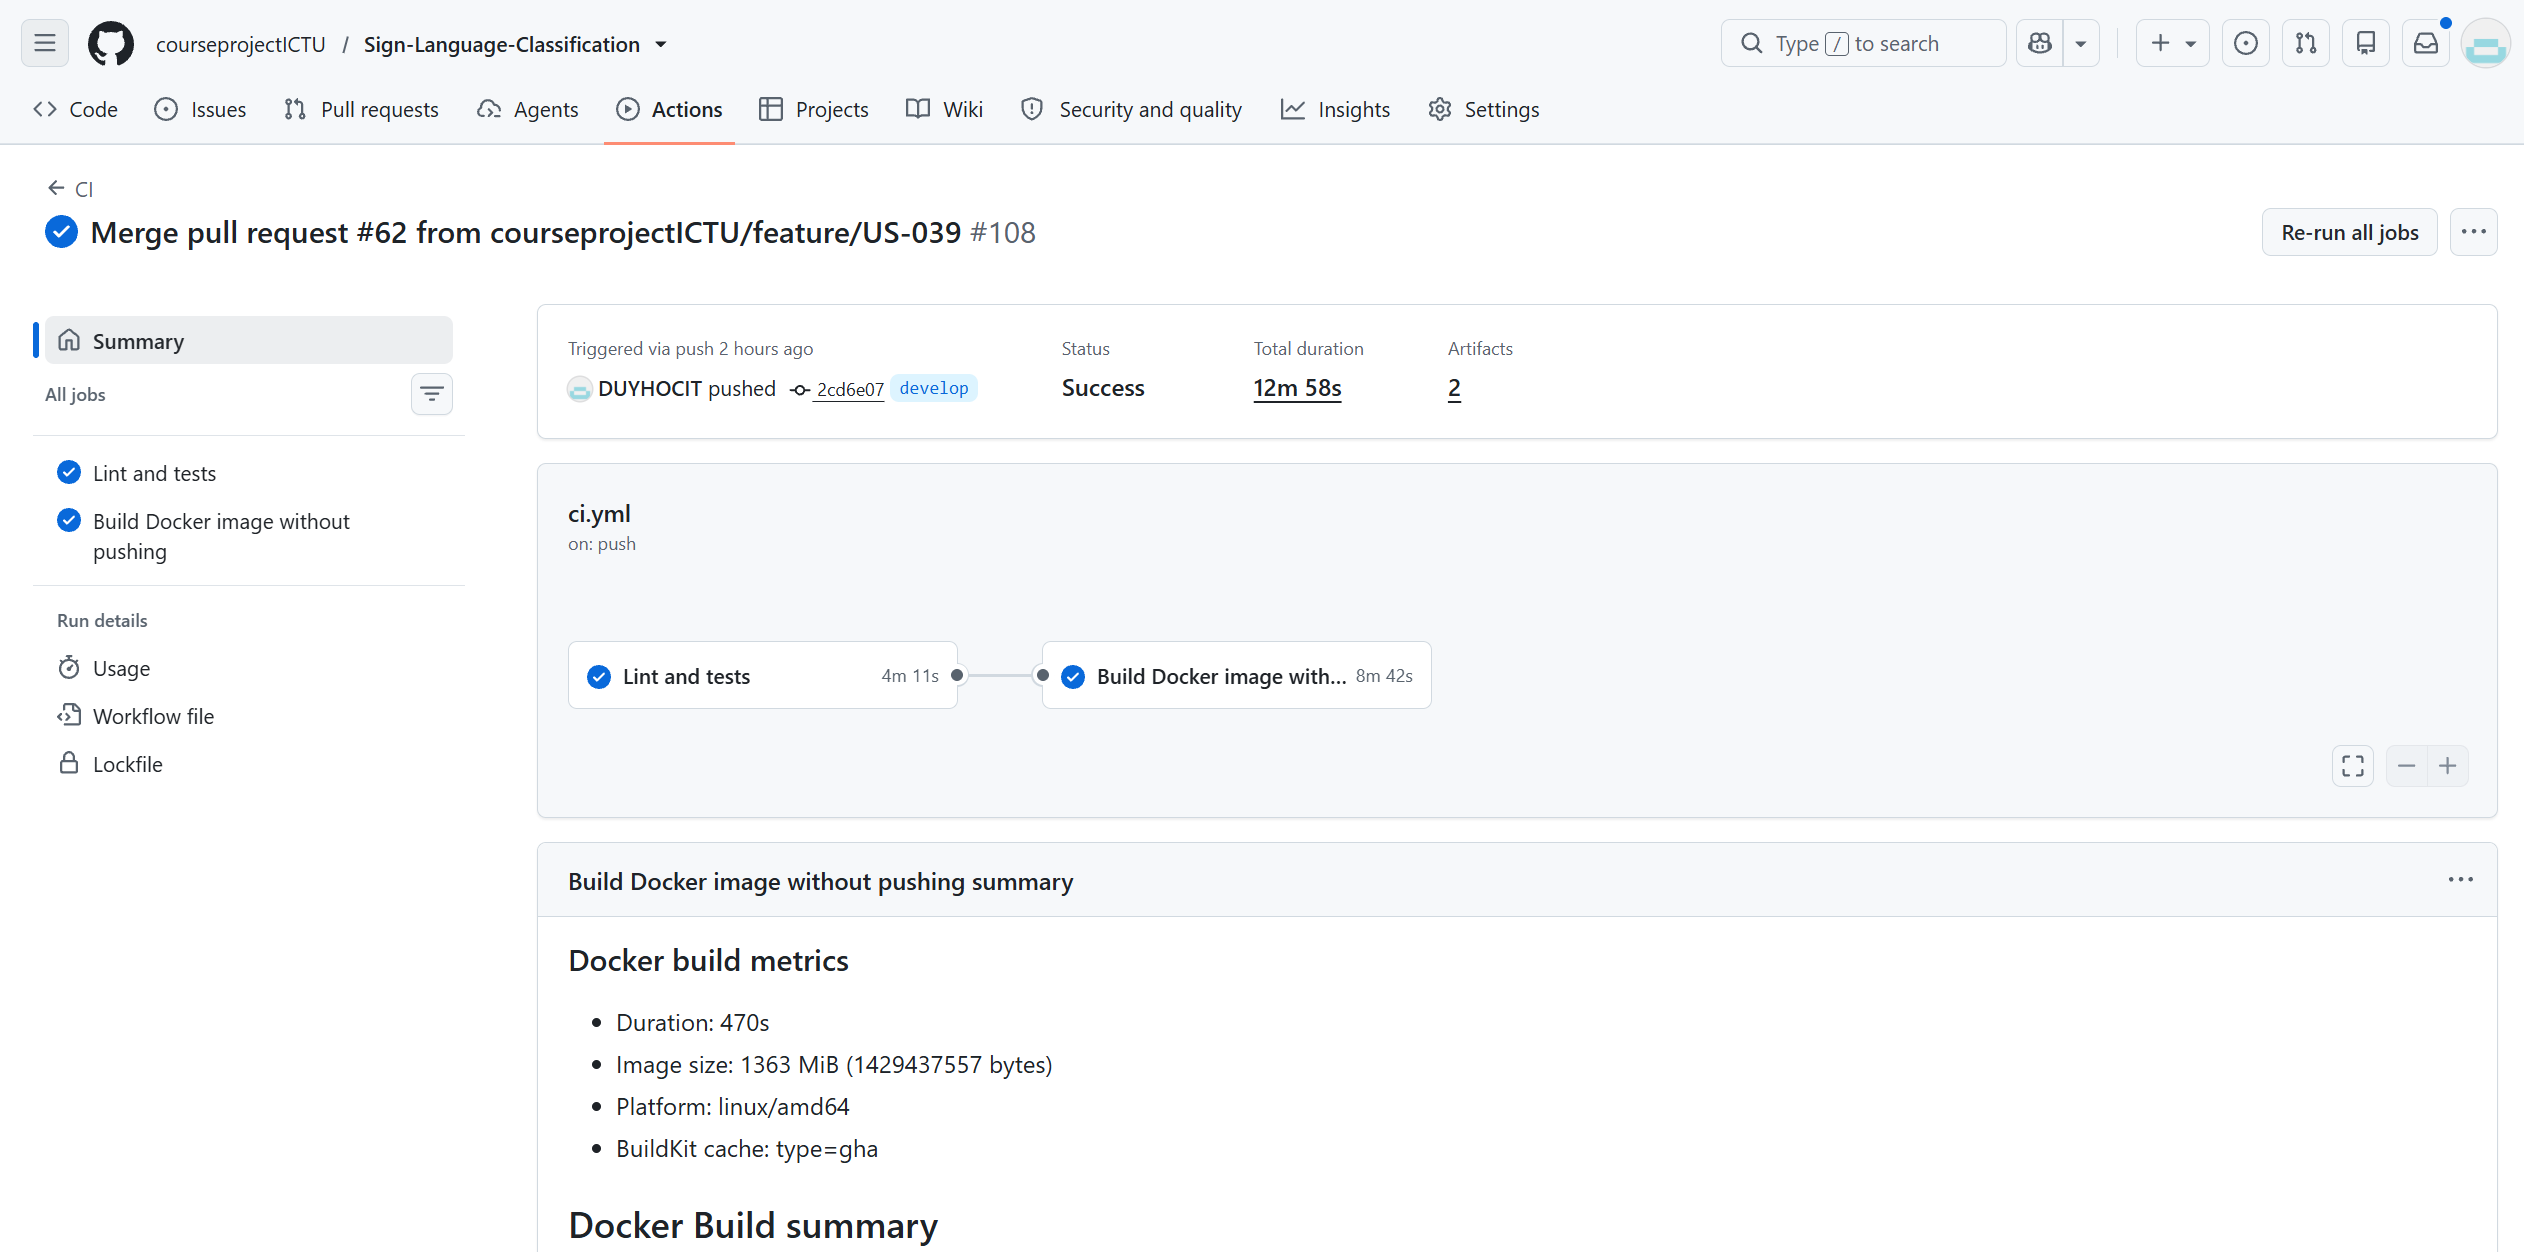 courseprojectICTU / Sign-Language-Classification
Type / to search
Code Issues Pull requests Agents Actions Projects Wiki Security and quality Insights Settings
CI
Merge pull request #62 from courseprojectICTU/feature/US-039 #108
Re-run all jobs
Summary
All jobs
Lint and tests
Build Docker image without
pushing
Run details
Usage
Workflow file
Lockfile
Triggered via push 2 hours ago
DUYHOCIT pushed 2cd6e07 develop
Status
Success
Total duration
12m 58s
Artifacts
2
ci.yml
on: push
Lint and tests 4m 11s
Build Docker image with... 8m 42s
Build Docker image without pushing summary
Docker build metrics
Duration: 470s
Image size: 1363 MiB (1429437557 bytes)
Platform: linux/amd64
BuildKit cache: type=gha
Docker Build summary